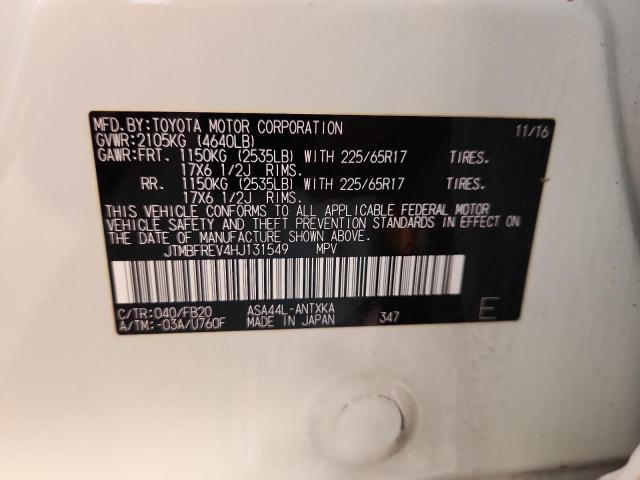 MFD.BY:TOYOTA MOTOR CORPORATION 11/16
GVWR:2105KG (4640LB)
GAWR:FRT. 1150KG (2535LB) WITH 225/65R17 TIRES.
17X6 1/2J RIMS.
RR. 1150KG (2535LB) WITH 225/65R17 TIRES.
17X6 1/2J RIMS.
THIS VEHICLE CONFORMS TO ALL APPLICABLE FEDERAL MOTOR
VEHICLE SAFETY AND THEFT PREVENTION STANDARDS IN EFFECT ON
THE DATE OF MANUFACTURE SHOWN ABOVE.
JTMBFREV4HJ131549 MPV
C/TR:040/FB20 ASA44L-ANTXKA
A/TM:-03A/U760F MADE IN JAPAN 347 E